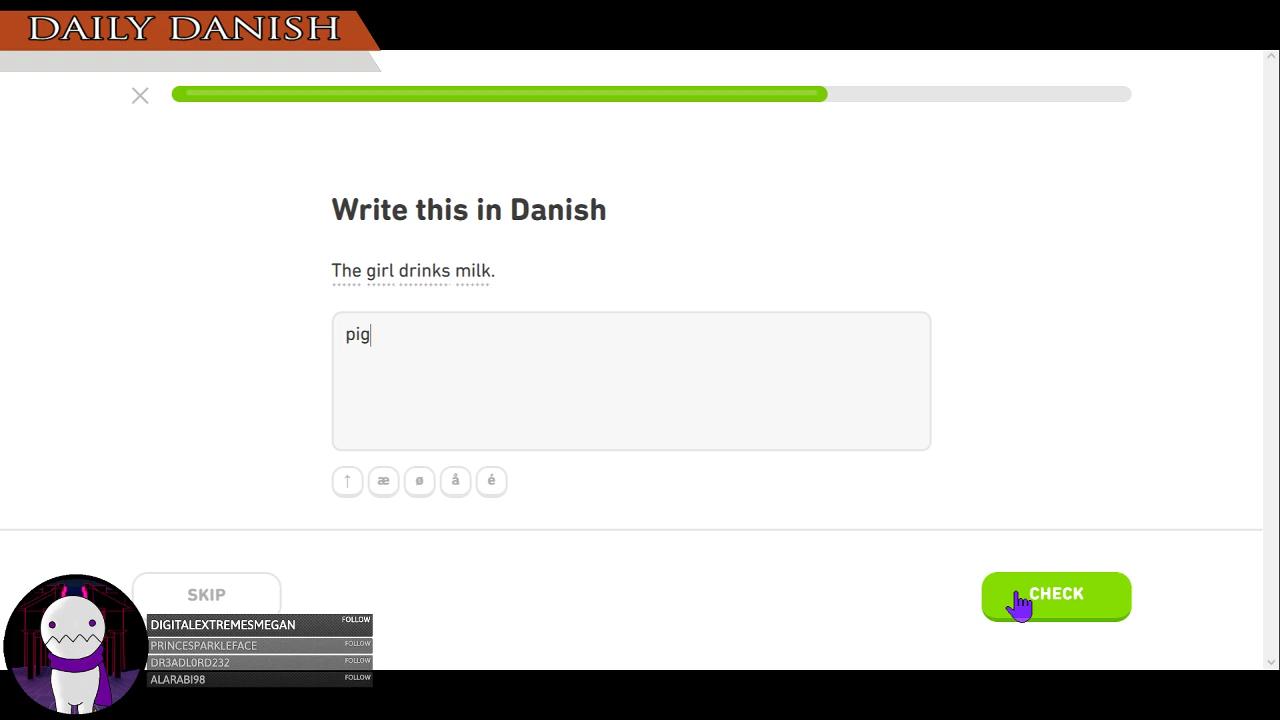 DAILY DANISH
Write this in Danish
The girl drinks milk.
pig
↑ æ ø å é
SKIP
CHECK
DIGITALEXTREMESMEGAN FOLLOW
PRINCESPARKLEFACE FOLLOW
DR3ADL0RD232 FOLLOW
ALARABI98 FOLLOW